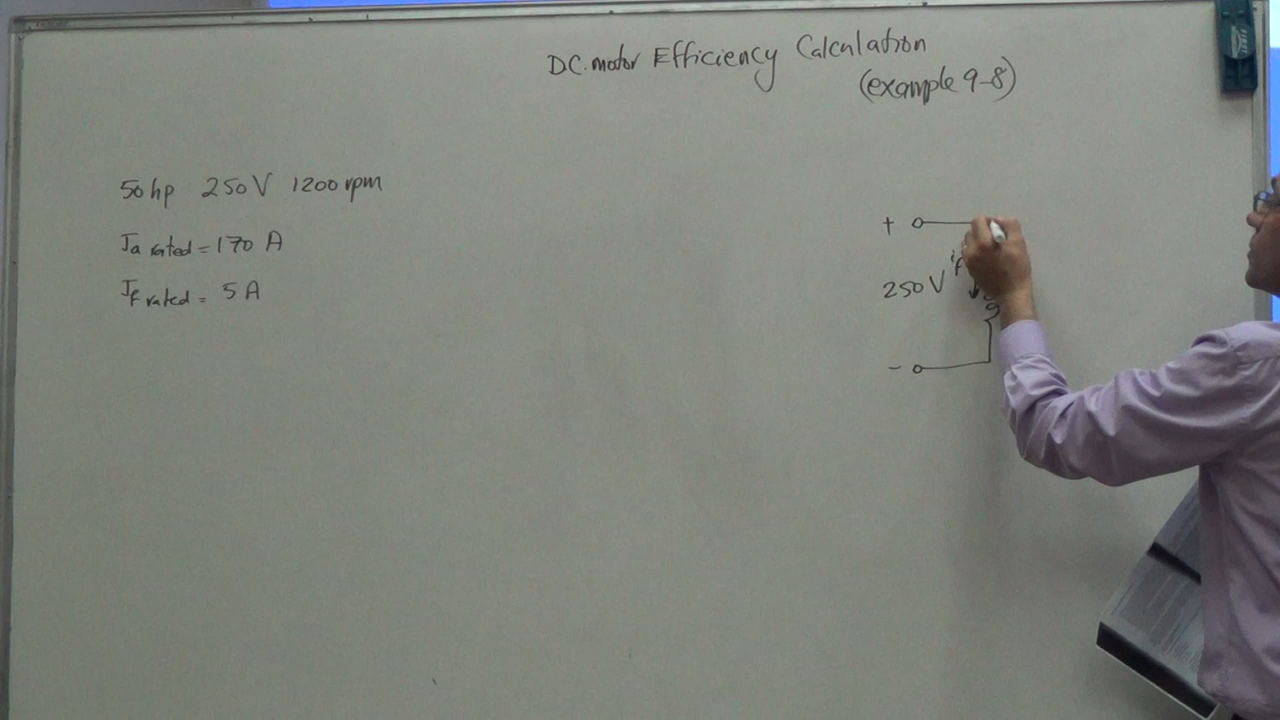 DC. motor Efficiency Calculation
(example 9-8)
50 hp 250 V 1200 rpm
Ia rated = 170 A
If rated = 5 A
+
250 V if
-